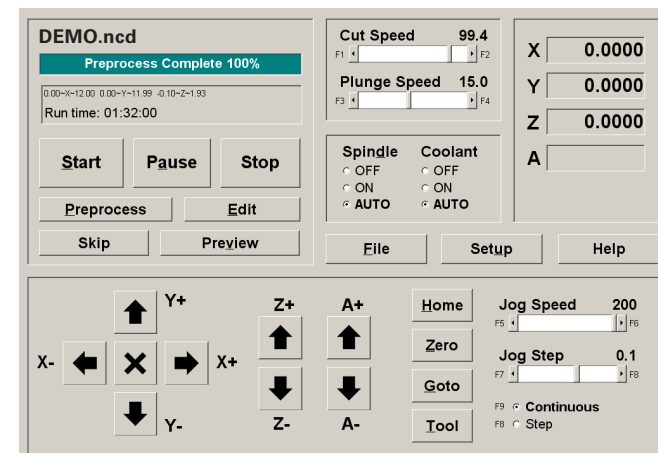 DEMO.ncd
Preprocess Complete 100%
0.00~X~12.00 0.00~Y~11.99 -0.10~Z~1.93
Run time: 01:32:00
Start Pause Stop
Preprocess Edit
Skip Preview
Cut Speed 99.4
F1 F2
Plunge Speed 15.0
F3 F4
Spindle Coolant
OFF OFF
ON ON
AUTO AUTO
X 0.0000
Y 0.0000
Z 0.0000
A
File Setup Help
Y+
X- X+
Y-
Z+ A+
Z- A-
Home
Zero
Goto
Tool
Jog Speed 200
F5 F6
Jog Step 0.1
F7 F8
F9 Continuous
F8 Step